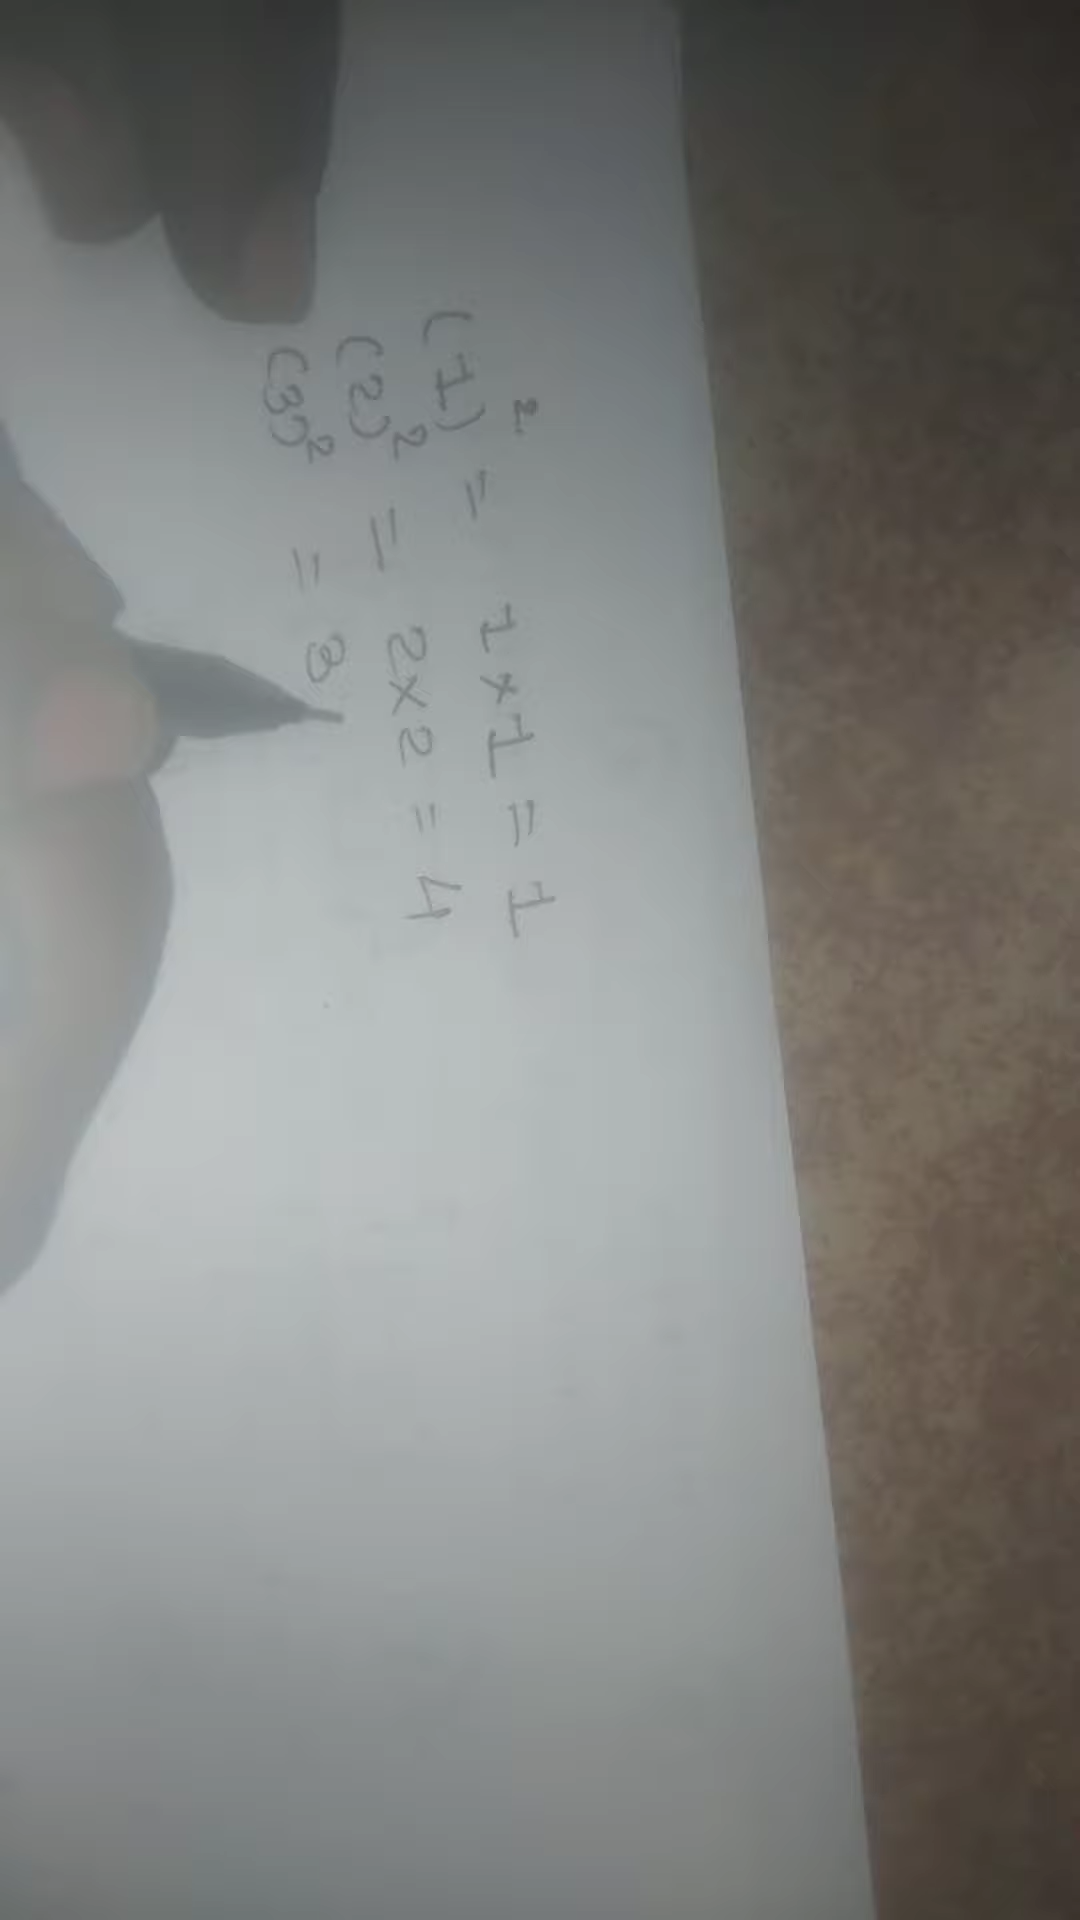 (1)² = 1×1 = 1
(2)² = 2×2 = 4
(3)² = 3